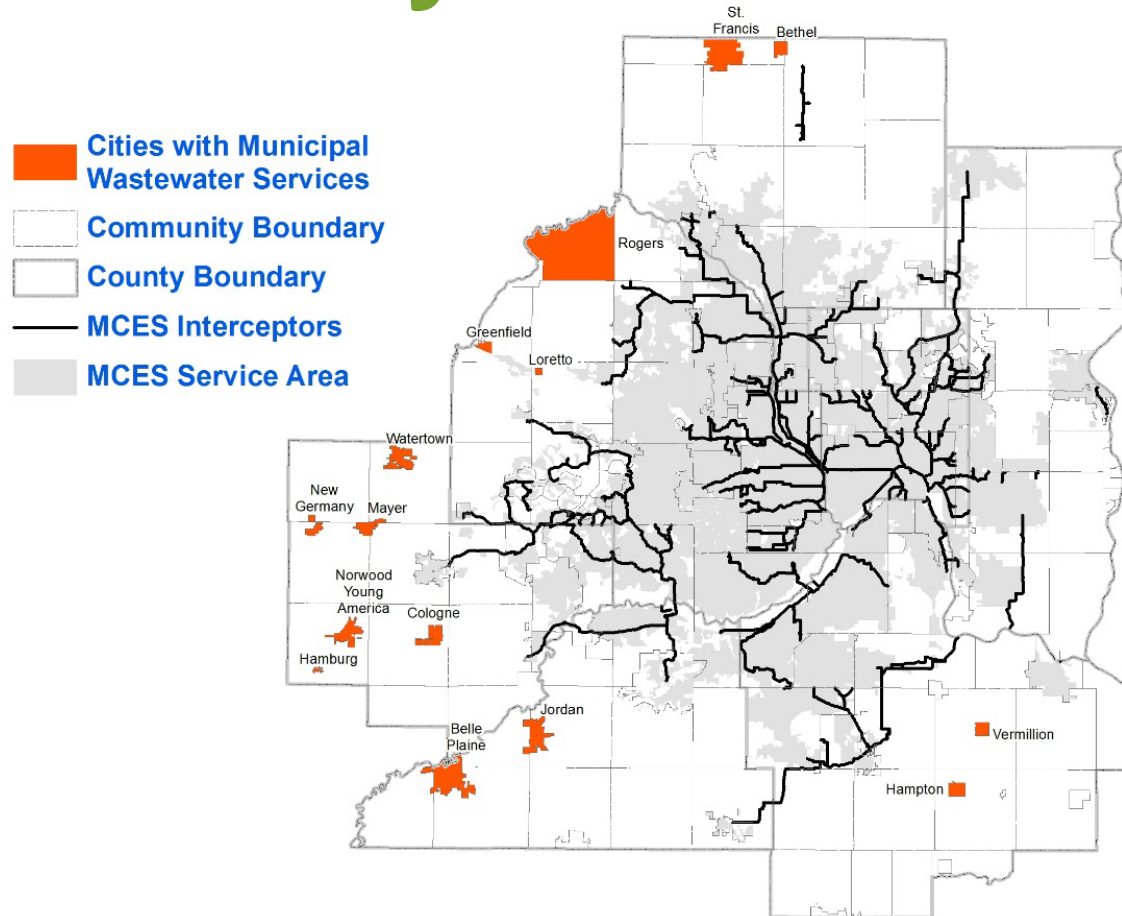 St.
Francis
Bethel
Cities with Municipal
Wastewater Services
Community Boundary
County Boundary
MCES Interceptors
MCES Service Area
Rogers
Greenfield
Loretto
Watertown
New
Germany
Mayer
Norwood
Young
America
Cologne
Hamburg
Jordan
Belle
Plaine
Vermillion
Hampton